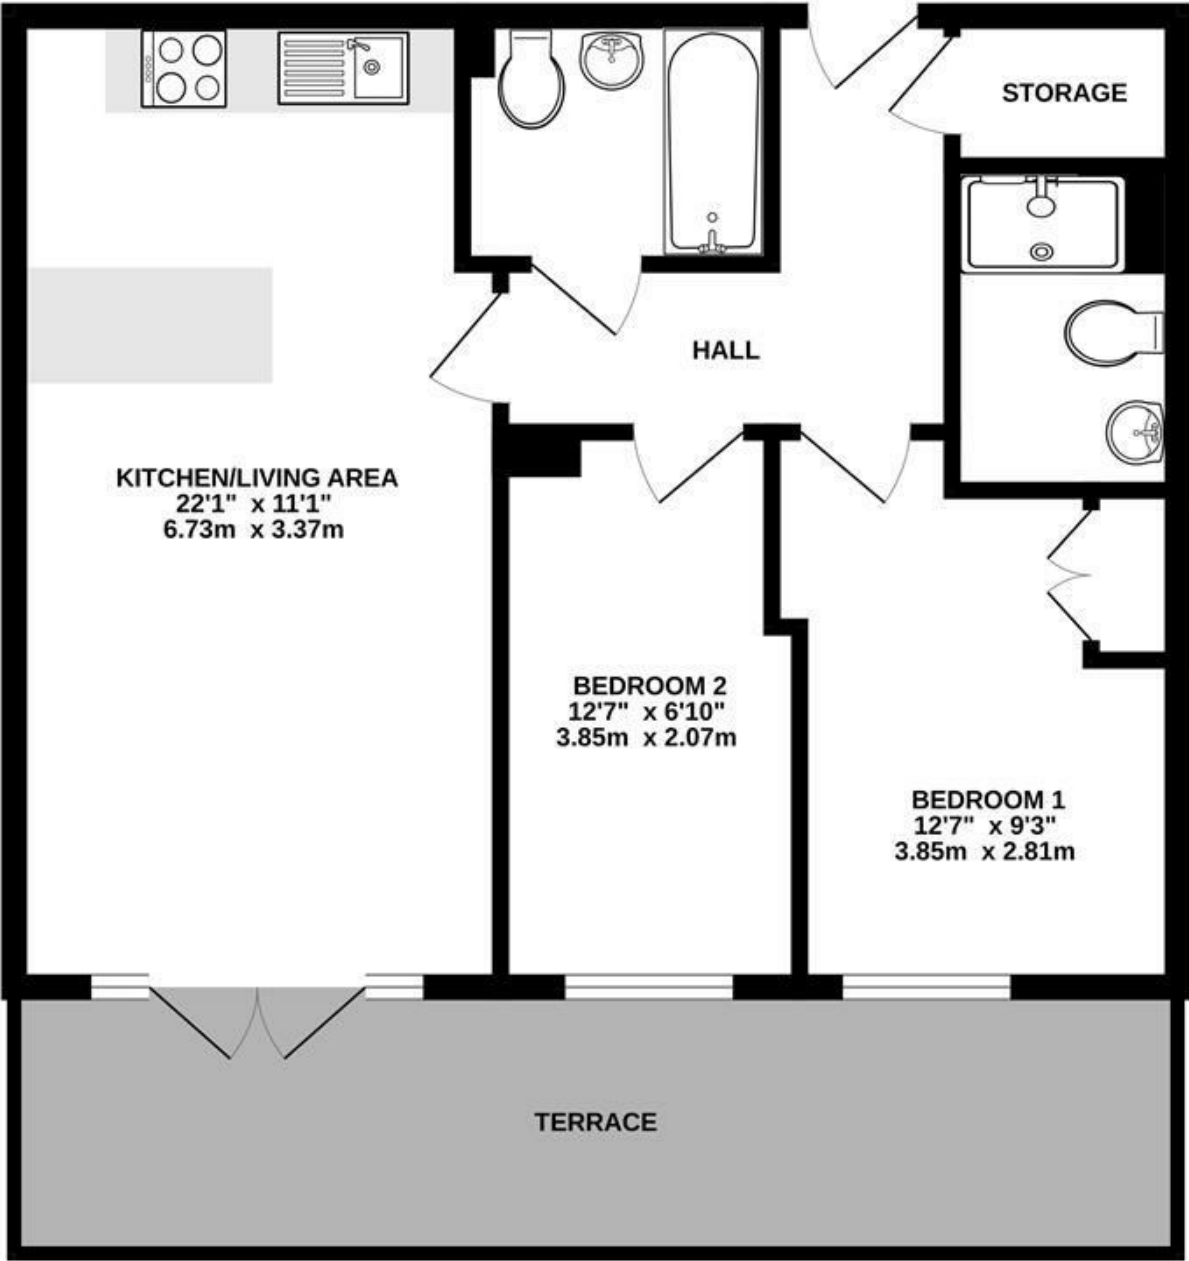 STORAGE
HALL
KITCHEN/LIVING AREA
22'1" x 11'1"
6.73m x 3.37m
BEDROOM 2
12'7" x 6'10"
3.85m x 2.07m
BEDROOM 1
12'7" x 9'3"
3.85m x 2.81m
TERRACE